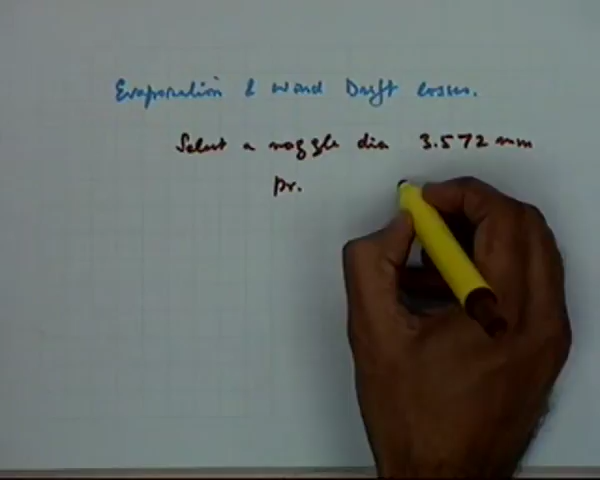 Evaporation & wind Drift losses.
Select a nozzle dia 3.572 mm
Pr.